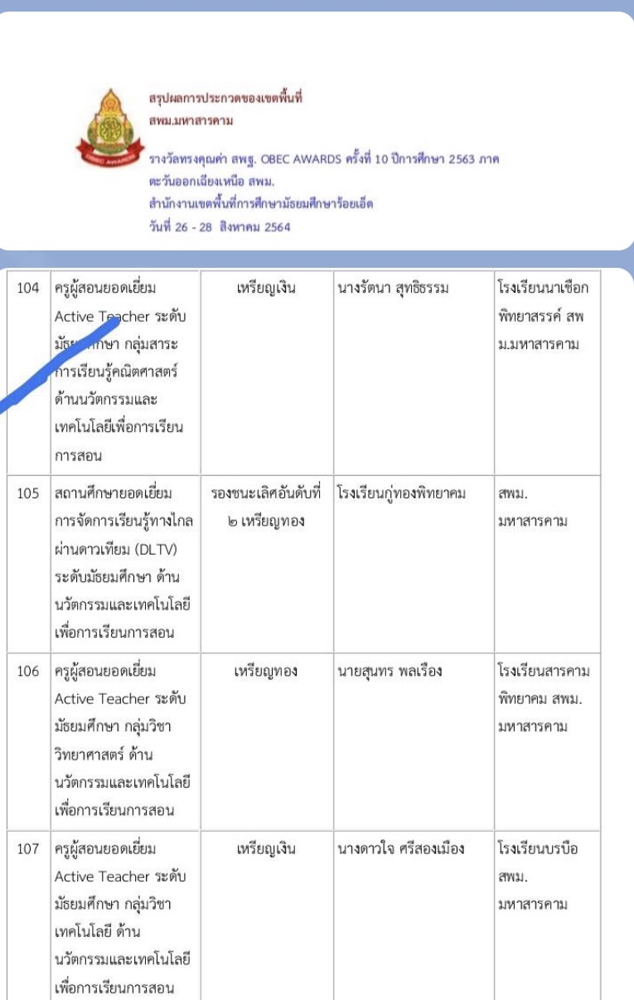 สรุปผลการประกวดของเขตพื้นที่
สพม.มหาสารคาม
รางวัลทรงคุณค่า สพฐ. OBEC AWARDS ครั้งที่ 10 ปีการศึกษา 2563 ภาค
ตะวันออกเฉียงเหนือ สพม.
สำนักงานเขตพื้นที่การศึกษามัธยมศึกษาร้อยเอ็ด
วันที่ 26 - 28 สิงหาคม 2564
OBEC AWARDS
104
ครูผู้สอนยอดเยี่ยม
Active Teacher ระดับ
กลุ่มสาระ
การเรียนรู้คณิตศาสตร์
ด้านนวัตกรรมและ
เทคโนโลยีเพื่อการเรียน
การสอน
เหรียญเงิน
นางรัตนา สุทธิธรรม
โรงเรียนนาเชือก
พิทยาสรรค์ สพ
ม.มหาสารคาม
105
สถานศึกษายอดเยี่ยม
การจัดการเรียนรู้ทางไกล
ผ่านดาวเทียม (DLTV)
ระดับมัธยมศึกษา ด้าน
นวัตกรรมและเทคโนโลยี
เพื่อการเรียนการสอน
รองชนะเลิศอันดับที่
๒ เหรียญทอง
โรงเรียนกู่ทองพิทยาคม
สพม.
มหาสารคาม
106
ครูผู้สอนยอดเยี่ยม
Active Teacher ระดับ
มัธยมศึกษา กลุ่มวิชา
วิทยาศาสตร์ ด้าน
นวัตกรรมและเทคโนโลยี
เพื่อการเรียนการสอน
เหรียญทอง
นายสุนทร พลเรือง
โรงเรียนสารคาม
พิทยาคม สพม.
มหาสารคาม
107
ครูผู้สอนยอดเยี่ยม
Active Teacher ระดับ
มัธยมศึกษา กลุ่มวิชา
เทคโนโลยี ด้าน
นวัตกรรมและเทคโนโลยี
เพื่อการเรียนการสอน
เหรียญเงิน
นางดาวใจ ศรีสองเมือง
โรงเรียนบรบือ
สพม.
มหาสารคาม